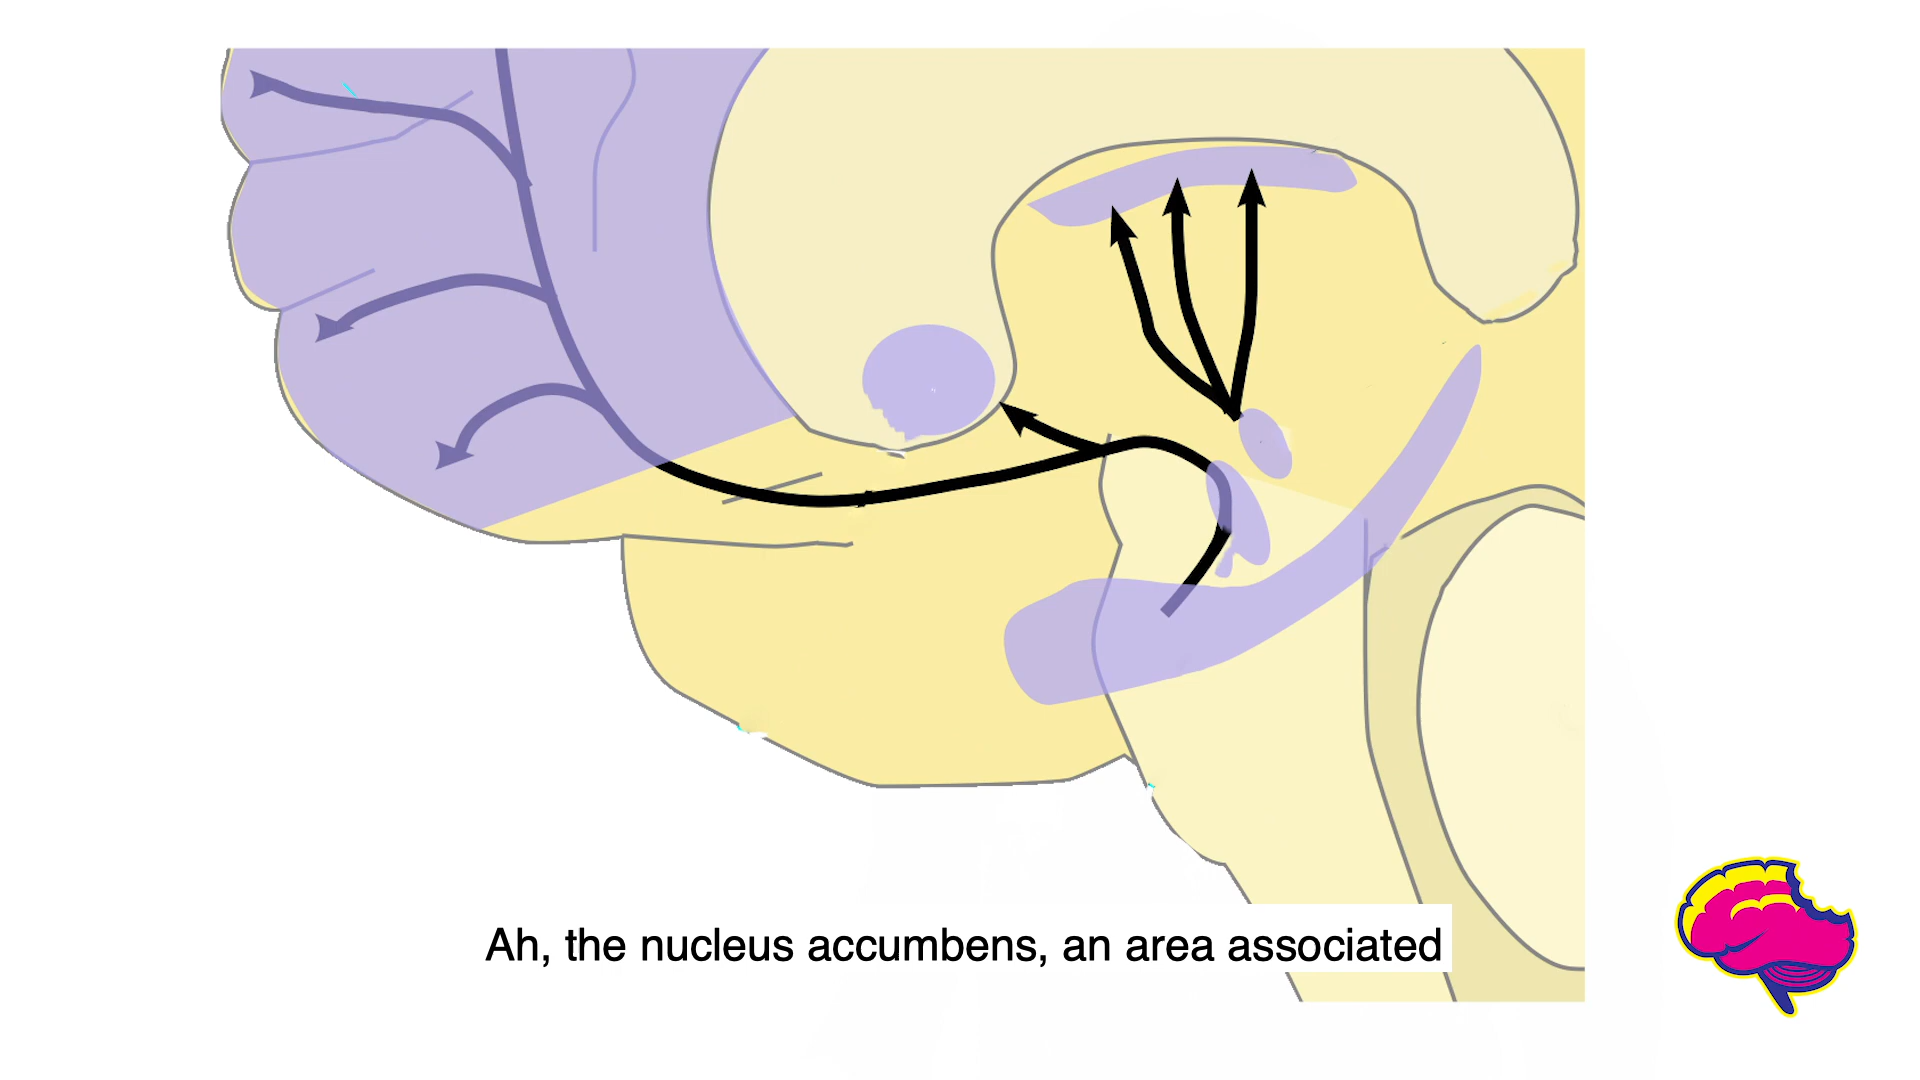 Ah, the nucleus accumbens, an area associated